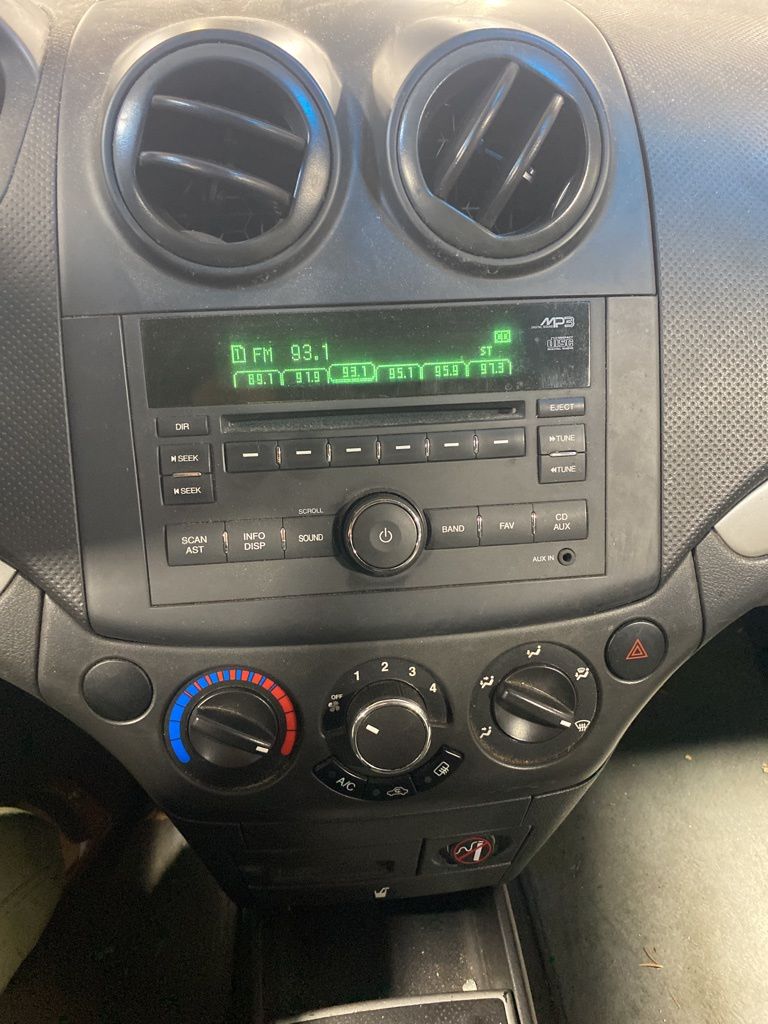 MP3
1 FM 93.1
ST
DISC
89.1 91.9 93.1 95.1 95.9 97.3
DIR
EJECT
SEEK
TUNE
SEEK
TUNE
SCROLL
SCAN AST
INFO DISP
SOUND
BAND
FAV
CD AUX
AUX IN
OFF 1 2 3 4
A/C